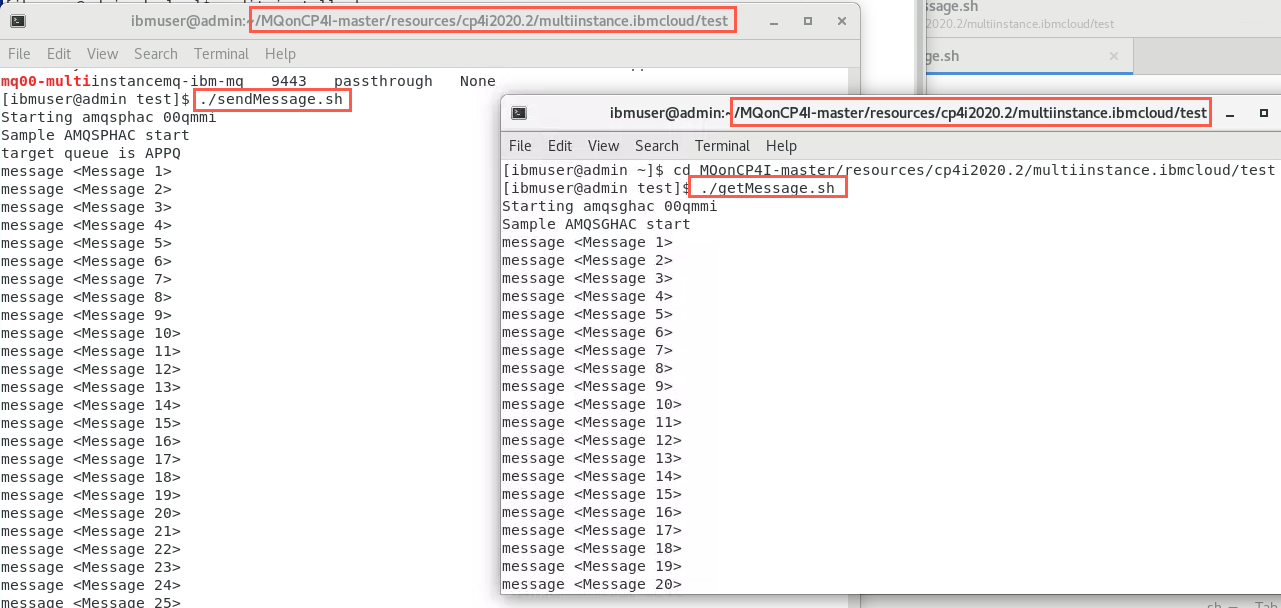 ibmuser@admin:~/MQonCP4I-master/resources/cp4i2020.2/multiinstance.ibmcloud/test
File Edit View Search Terminal Help
mq00-multiinstancemq-ibm-mq 9443 passthrough None
[ibmuser@admin test]$ ./sendMessage.sh
Starting amqsphac 00qmmi
Sample AMQSPHAC start
target queue is APPQ
message <Message 1>
message <Message 2>
message <Message 3>
message <Message 4>
message <Message 5>
message <Message 6>
message <Message 7>
message <Message 8>
message <Message 9>
message <Message 10>
message <Message 11>
message <Message 12>
message <Message 13>
message <Message 14>
message <Message 15>
message <Message 16>
message <Message 17>
message <Message 18>
message <Message 19>
message <Message 20>
message <Message 21>
message <Message 22>
message <Message 23>
message <Message 24>
message <Message 25>
ssage.sh
2020.2/multiinstance.ibmcloud/test
ge.sh
ibmuser@admin:~/MQonCP4I-master/resources/cp4i2020.2/multiinstance.ibmcloud/test
File Edit View Search Terminal Help
[ibmuser@admin ~]$ cd MQonCP4I-master/resources/cp4i2020.2/multiinstance.ibmcloud/test
[ibmuser@admin test]$ ./getMessage.sh
Starting amqsghac 00qmmi
Sample AMQSGHAC start
message <Message 1>
message <Message 2>
message <Message 3>
message <Message 4>
message <Message 5>
message <Message 6>
message <Message 7>
message <Message 8>
message <Message 9>
message <Message 10>
message <Message 11>
message <Message 12>
message <Message 13>
message <Message 14>
message <Message 15>
message <Message 16>
message <Message 17>
message <Message 18>
message <Message 19>
message <Message 20>
sh Tab